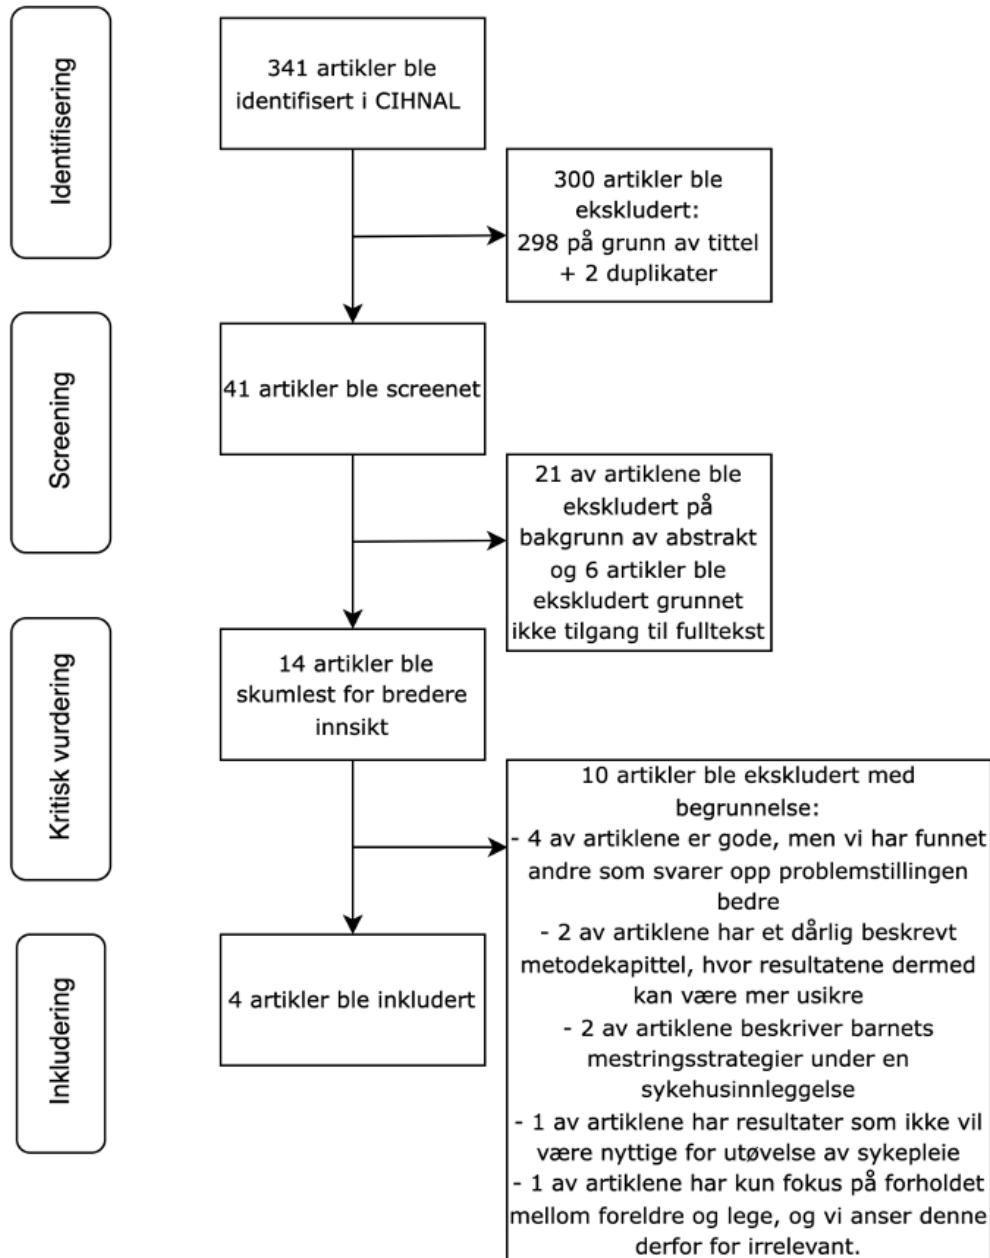 Identifisering
341 artikler ble
identifisert i CIHNAL
300 artikler ble
ekskludert:
298 på grunn av tittel
+ 2 duplikater
Screening
41 artikler ble screenet
21 av artiklene ble
ekskludert på
bakgrunn av abstrakt
og 6 artikler ble
ekskludert grunnet
ikke tilgang til fulltekst
Kritisk vurdering
14 artikler ble
skumlest for bredere
innsikt
10 artikler ble ekskludert med
begrunnelse:
- 4 av artiklene er gode, men vi har funnet
andre som svarer opp problemstillingen
bedre
- 2 av artiklene har et dårlig beskrevt
metodekapittel, hvor resultatene dermed
kan være mer usikre
- 2 av artiklene beskriver barnets
mestringsstrategier under en
sykehusinnleggelse
- 1 av artiklene har resultater som ikke vil
være nyttige for utøvelse av sykepleie
- 1 av artiklene har kun fokus på forholdet
mellom foreldre og lege, og vi anser denne
derfor for irrelevant.
Inkludering
4 artikler ble inkludert